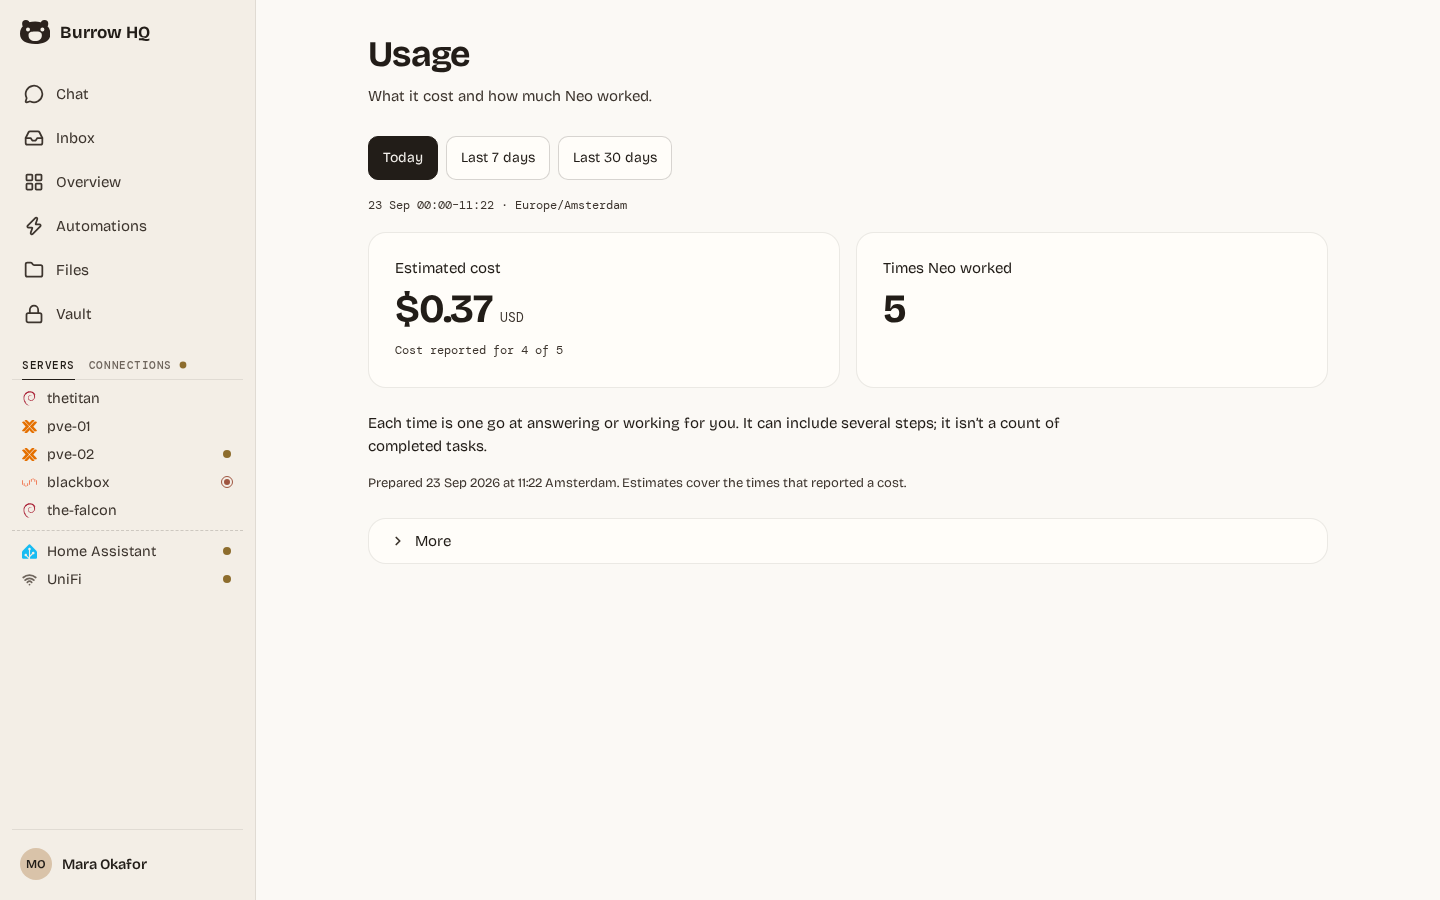 Burrow HQ
Chat
Inbox
Overview
Automations
Files
Vault
SERVERS CONNECTIONS
thetitan
pve-01
pve-02
blackbox
the-falcon
Home Assistant
UniFi
MO Mara Okafor
Usage
What it cost and how much Neo worked.
Today Last 7 days Last 30 days
23 Sep 00:00–11:22 · Europe/Amsterdam
Estimated cost
$0.37 USD
Cost reported for 4 of 5
Times Neo worked
5
Each time is one go at answering or working for you. It can include several steps; it isn't a count of
completed tasks.
Prepared 23 Sep 2026 at 11:22 Amsterdam. Estimates cover the times that reported a cost.
More